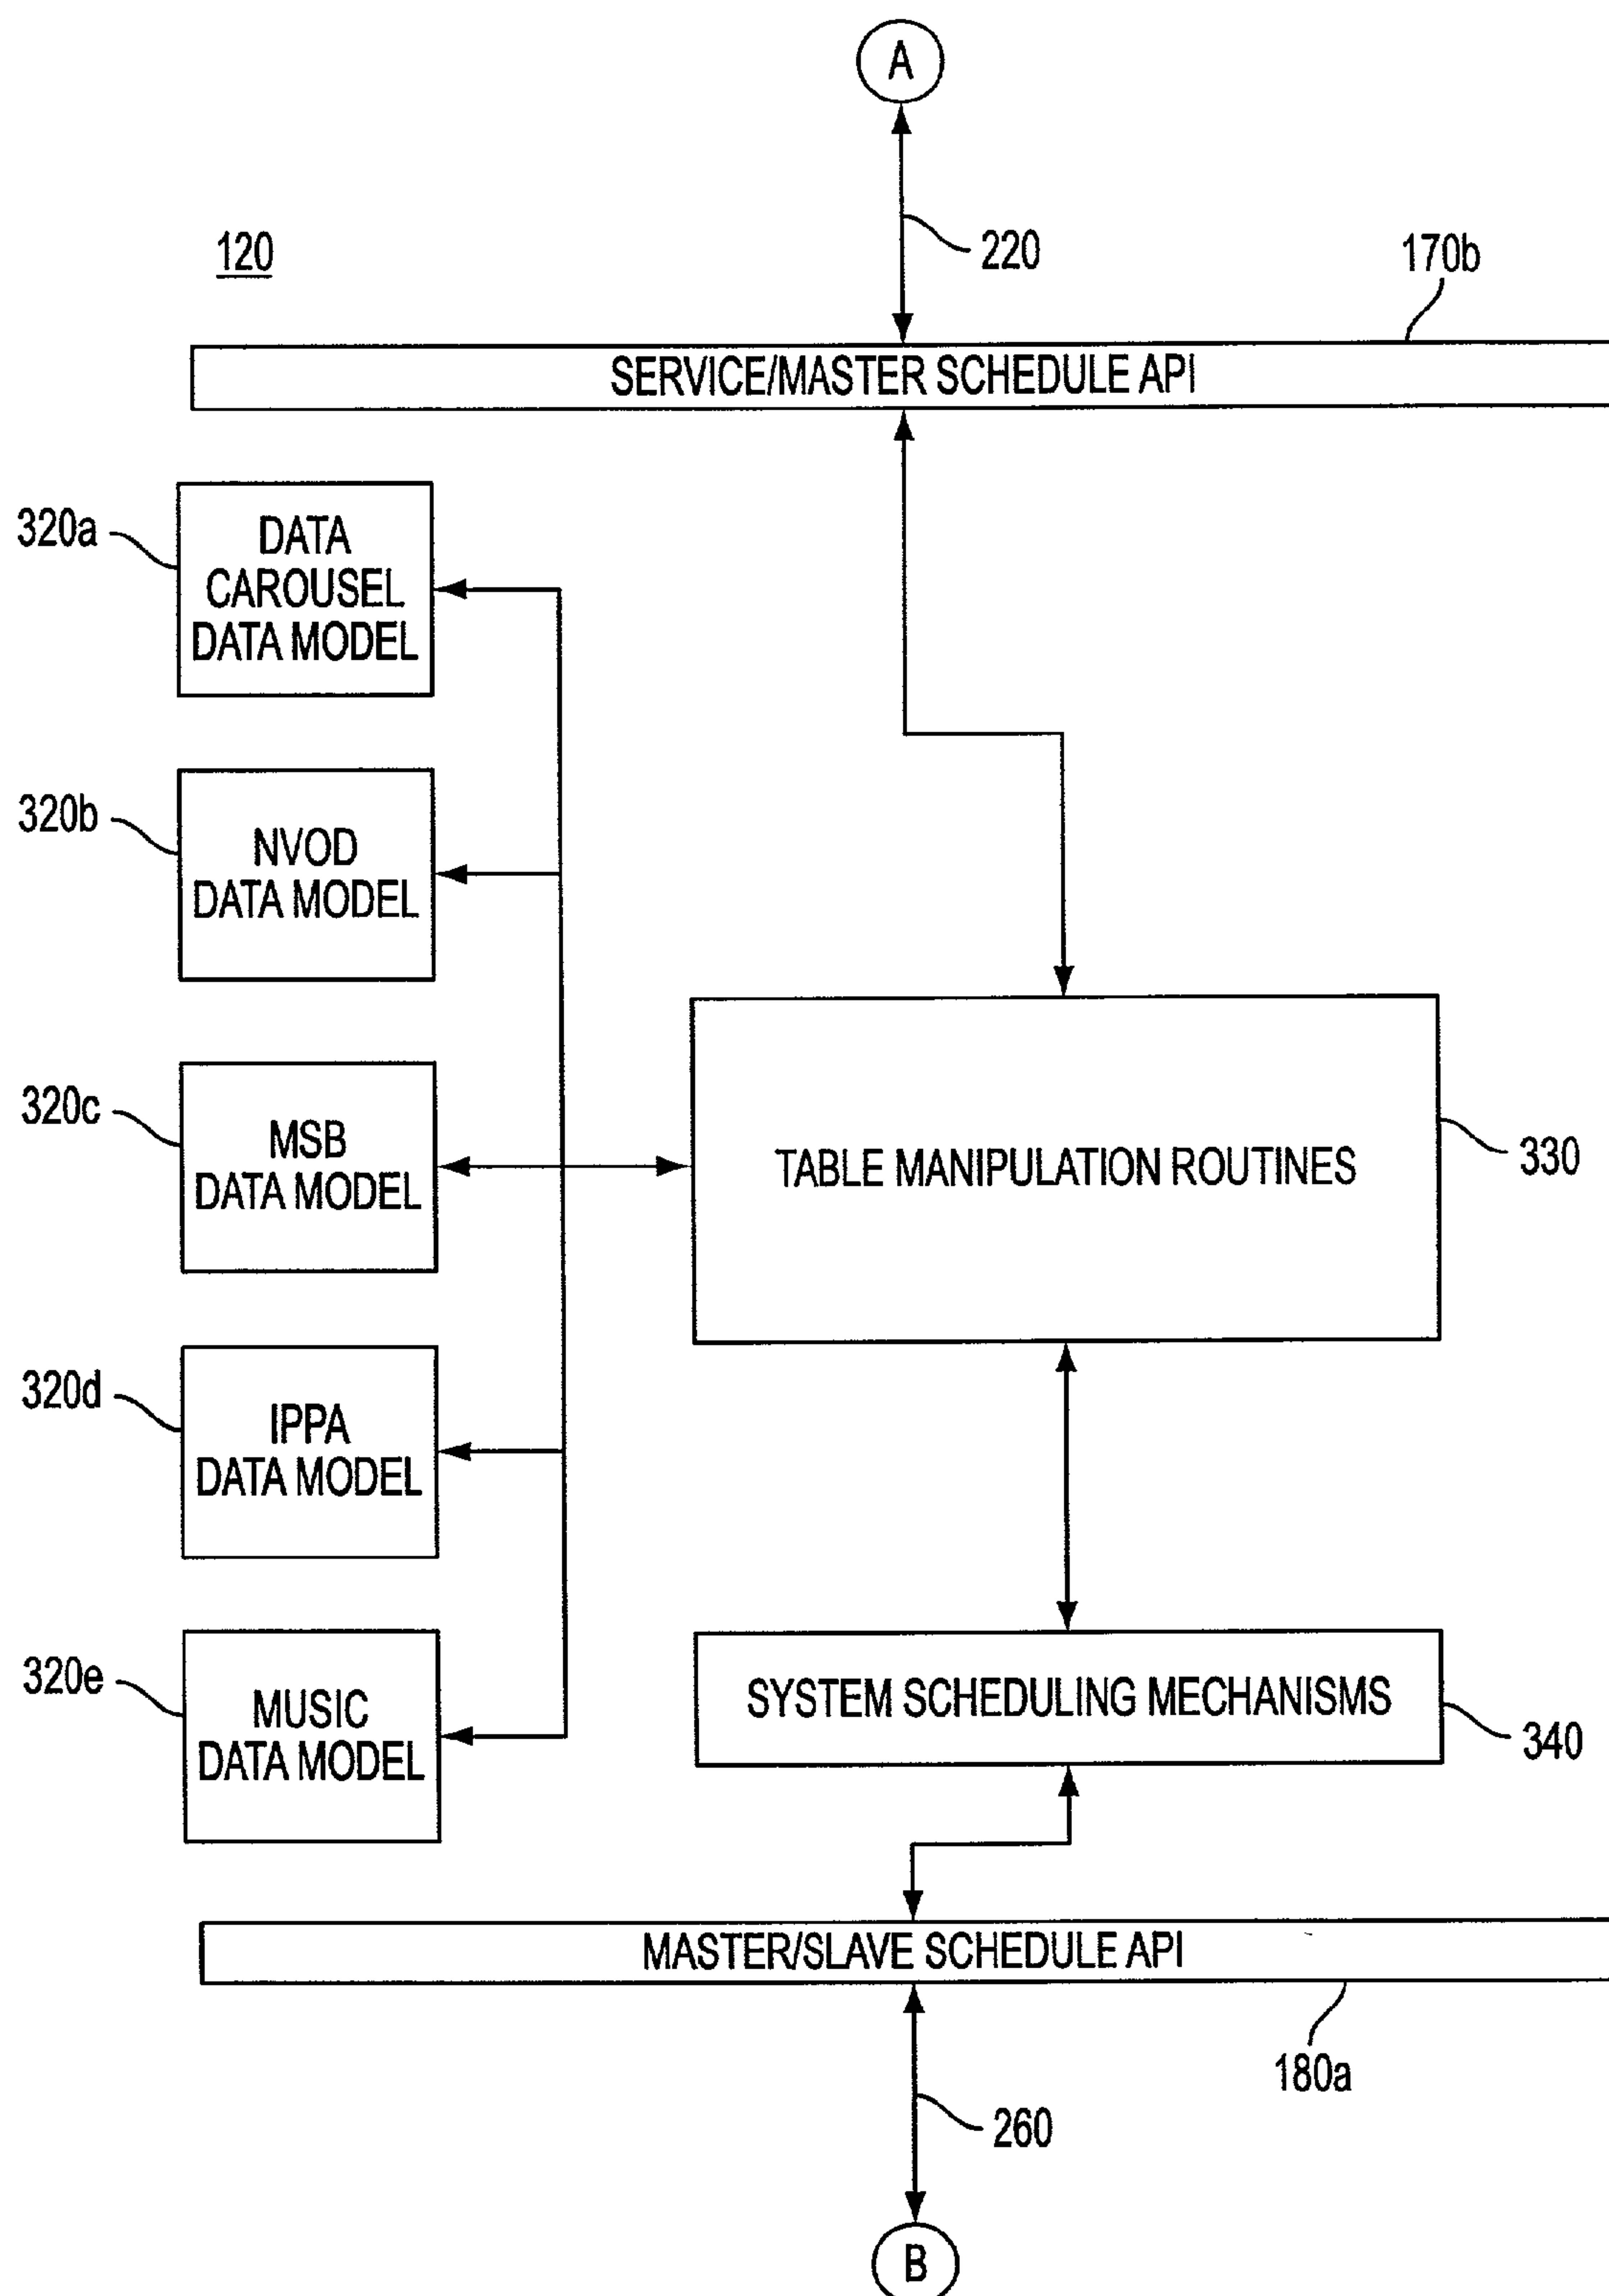 A
220
120
170b
SERVICE/MASTER SCHEDULE API
320a
DATA
CAROUSEL
DATA MODEL
320b
NVOD
DATA MODEL
320c
MSB
DATA MODEL
TABLE MANIPULATION ROUTINES
330
320d
IPPA
DATA MODEL
320e
MUSIC
DATA MODEL
SYSTEM SCHEDULING MECHANISMS
340
MASTER/SLAVE SCHEDULE API
180a
260
B